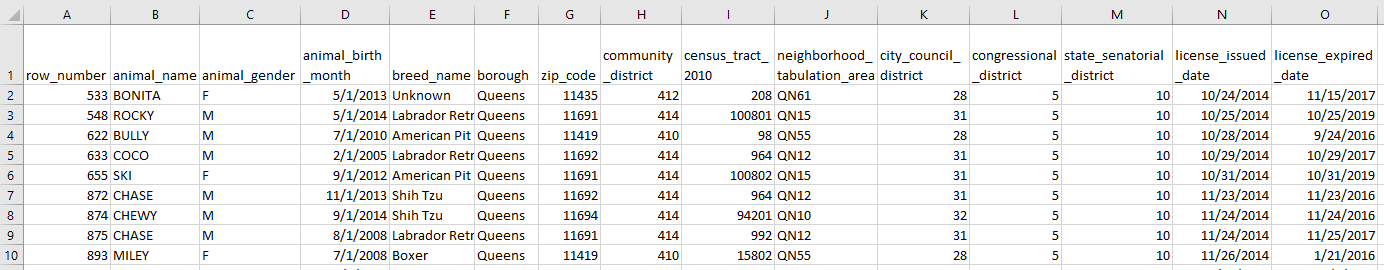 A B C D E F G H I J K L M N O
1 row_number animal_name animal_gender animal_birth_month breed_name borough zip_code community_district census_tract_2010 neighborhood_tabulation_area city_council_district congressional_district state_senatorial_district license_issued_date license_expired_date
2 533 BONITA F 5/1/2013 Unknown Queens 11435 412 208 QN61 28 5 10 10/24/2014 11/15/2017
3 548 ROCKY M 5/1/2014 Labrador Retr Queens 11691 414 100801 QN15 31 5 10 10/25/2014 10/25/2019
4 622 BULLY M 7/1/2010 American Pit Queens 11419 410 98 QN55 28 5 10 10/28/2014 9/24/2016
5 633 COCO M 2/1/2005 Labrador Retr Queens 11692 414 964 QN12 31 5 10 10/29/2014 10/29/2017
6 655 SKI F 9/1/2012 American Pit Queens 11691 414 100802 QN15 31 5 10 10/31/2014 10/31/2019
7 872 CHASE M 11/1/2013 Shih Tzu Queens 11692 414 964 QN12 31 5 10 11/23/2014 11/23/2016
8 874 CHEWY M 9/1/2014 Shih Tzu Queens 11694 414 94201 QN10 32 5 10 11/24/2014 11/24/2016
9 875 CHASE M 8/1/2008 Labrador Retr Queens 11691 414 992 QN12 31 5 10 11/24/2014 11/25/2017
10 893 MILEY F 7/1/2008 Boxer Queens 11419 410 15802 QN55 28 5 10 11/26/2014 1/21/2016